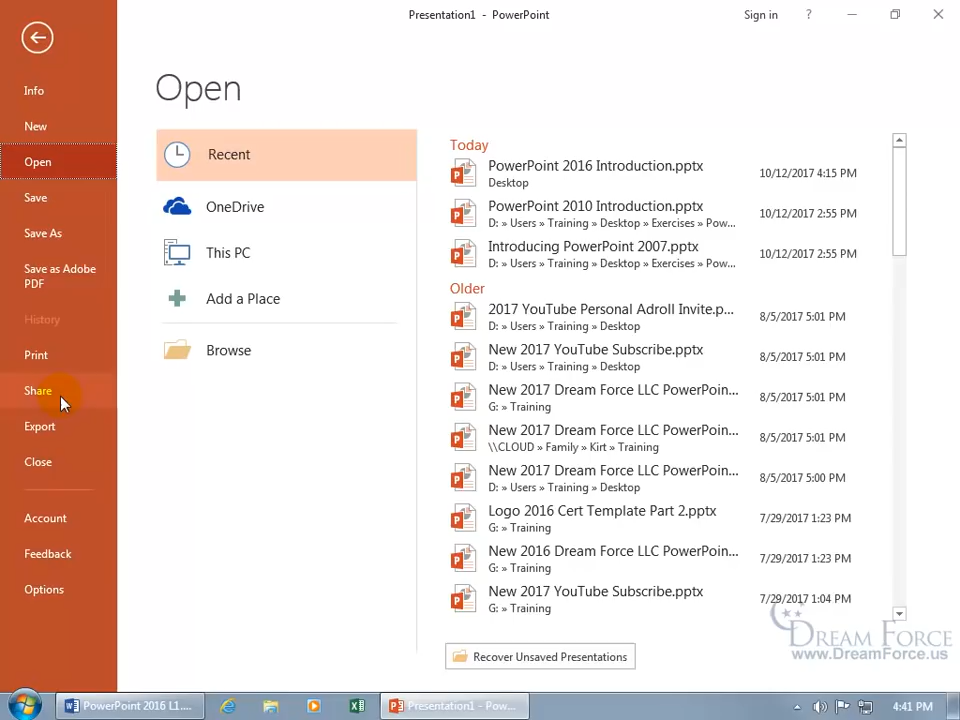 Presentation1 - PowerPoint
Sign in
?
Info
New
Open
Save
Save As
Save as Adobe
PDF
History
Print
Share
Export
Close
Account
Feedback
Options
Open
Recent
OneDrive
This PC
Add a Place
Browse
Today
PowerPoint 2016 Introduction.pptx
Desktop
10/12/2017 4:15 PM
PowerPoint 2010 Introduction.pptx
D: » Users » Training » Desktop » Exercises » Pow...
10/12/2017 2:55 PM
Introducing PowerPoint 2007.pptx
D: » Users » Training » Desktop » Exercises » Pow...
10/12/2017 2:55 PM
Older
2017 YouTube Personal Adroll Invite.p...
D: » Users » Training » Desktop
8/5/2017 5:01 PM
New 2017 YouTube Subscribe.pptx
D: » Users » Training » Desktop
8/5/2017 5:01 PM
New 2017 Dream Force LLC PowerPoin...
G: » Training
8/5/2017 5:01 PM
New 2017 Dream Force LLC PowerPoin...
\\CLOUD » Family » Kirt » Training
8/5/2017 5:01 PM
New 2017 Dream Force LLC PowerPoin...
D: » Users » Training » Desktop
8/5/2017 5:00 PM
Logo 2016 Cert Template Part 2.pptx
G: » Training
7/29/2017 1:23 PM
New 2016 Dream Force LLC PowerPoin...
G: » Training
7/29/2017 1:23 PM
New 2017 YouTube Subscribe.pptx
G: » Training
7/29/2017 1:04 PM
Recover Unsaved Presentations
DREAM FORCE
www.DreamForce.us
PowerPoint 2016 L1....
Presentation1 - Pow...
4:41 PM